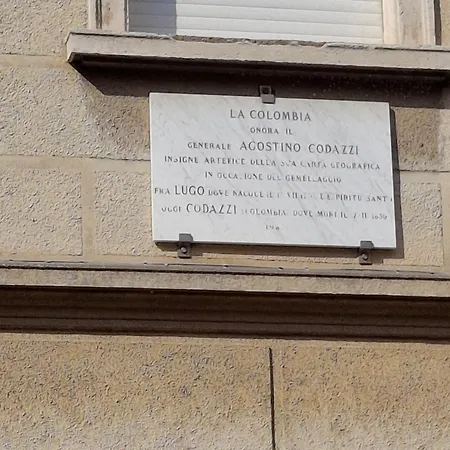 LA COLOMBIA
ONORA IL
GENERALE AGOSTINO CODAZZI
INSIGNE ARTEFICE DELLA SUA CARTA GEOGRAFICA
IN OCCASIONE DEL GEMELLAGGIO
FRA LUGO DOVE NACQUE IL
OGGI CODAZZI COLOMBIA DOVE MORI IL